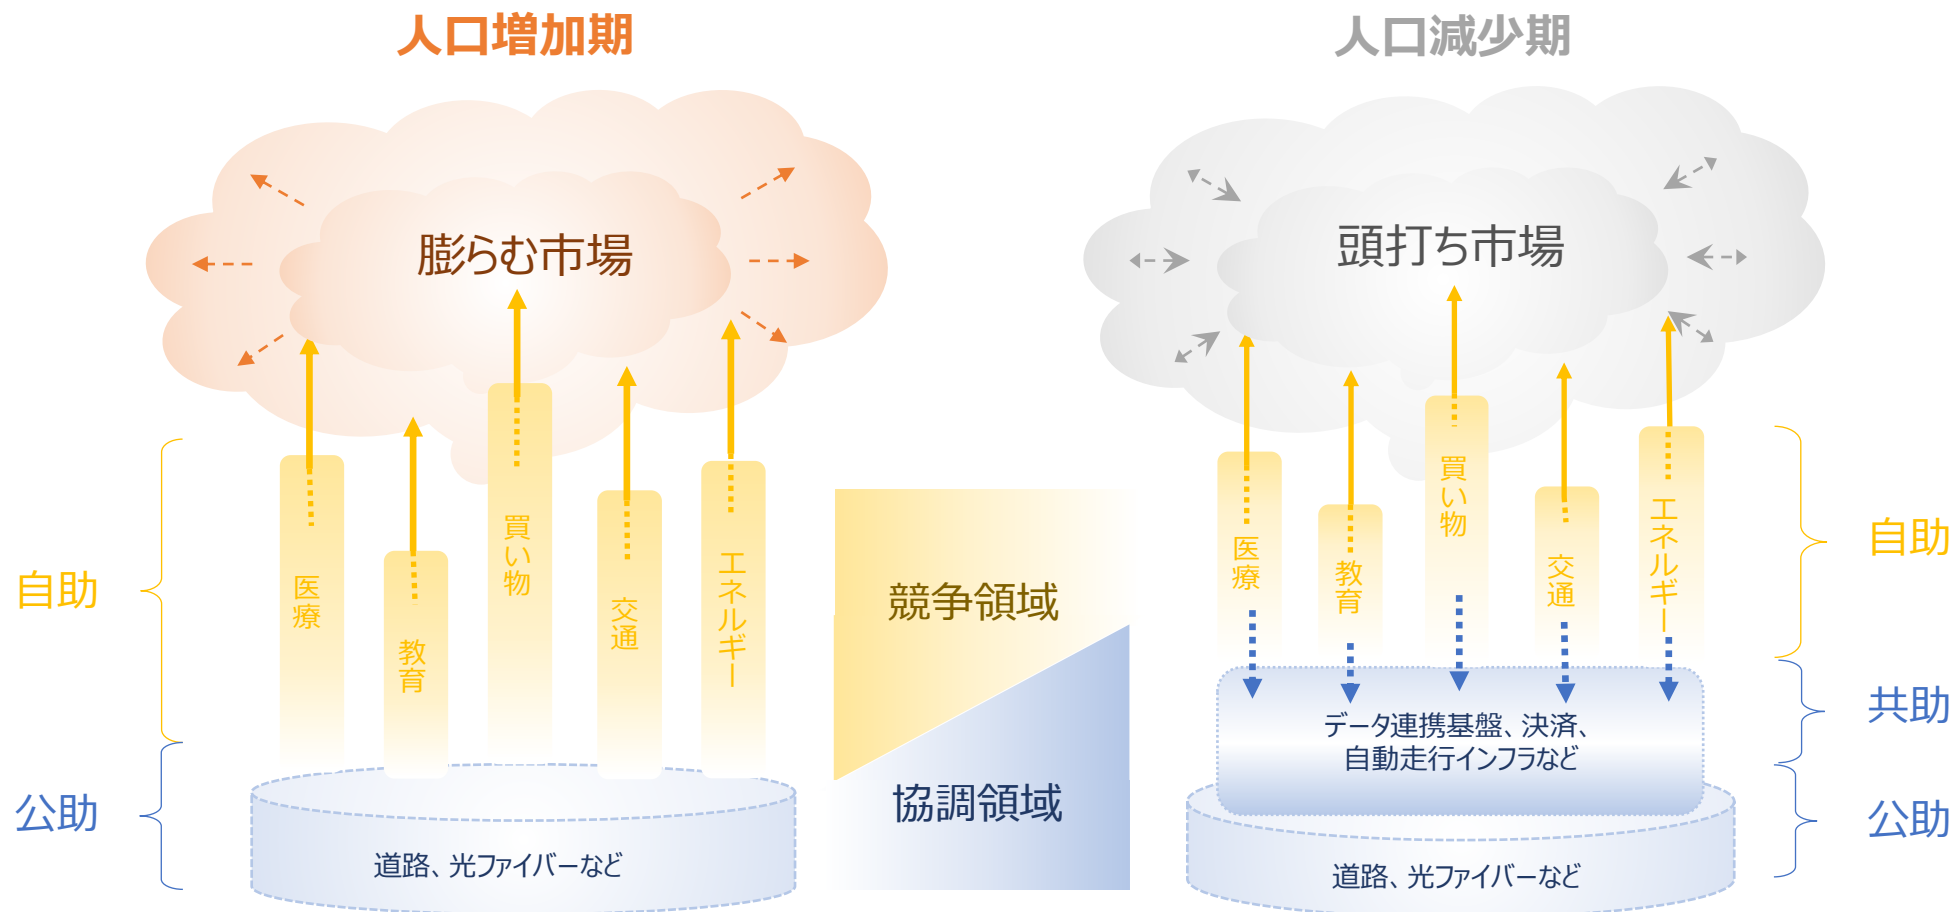 人口増加期
膨らむ市場
自助
公助
医療
教育
買い物
交通
エネルギー
道路、光ファイバーなど
競争領域
協調領域
人口減少期
頭打ち市場
医療
教育
買い物
交通
エネルギー
データ連携基盤、決済、
自動走行インフラなど
道路、光ファイバーなど
自助
共助
公助